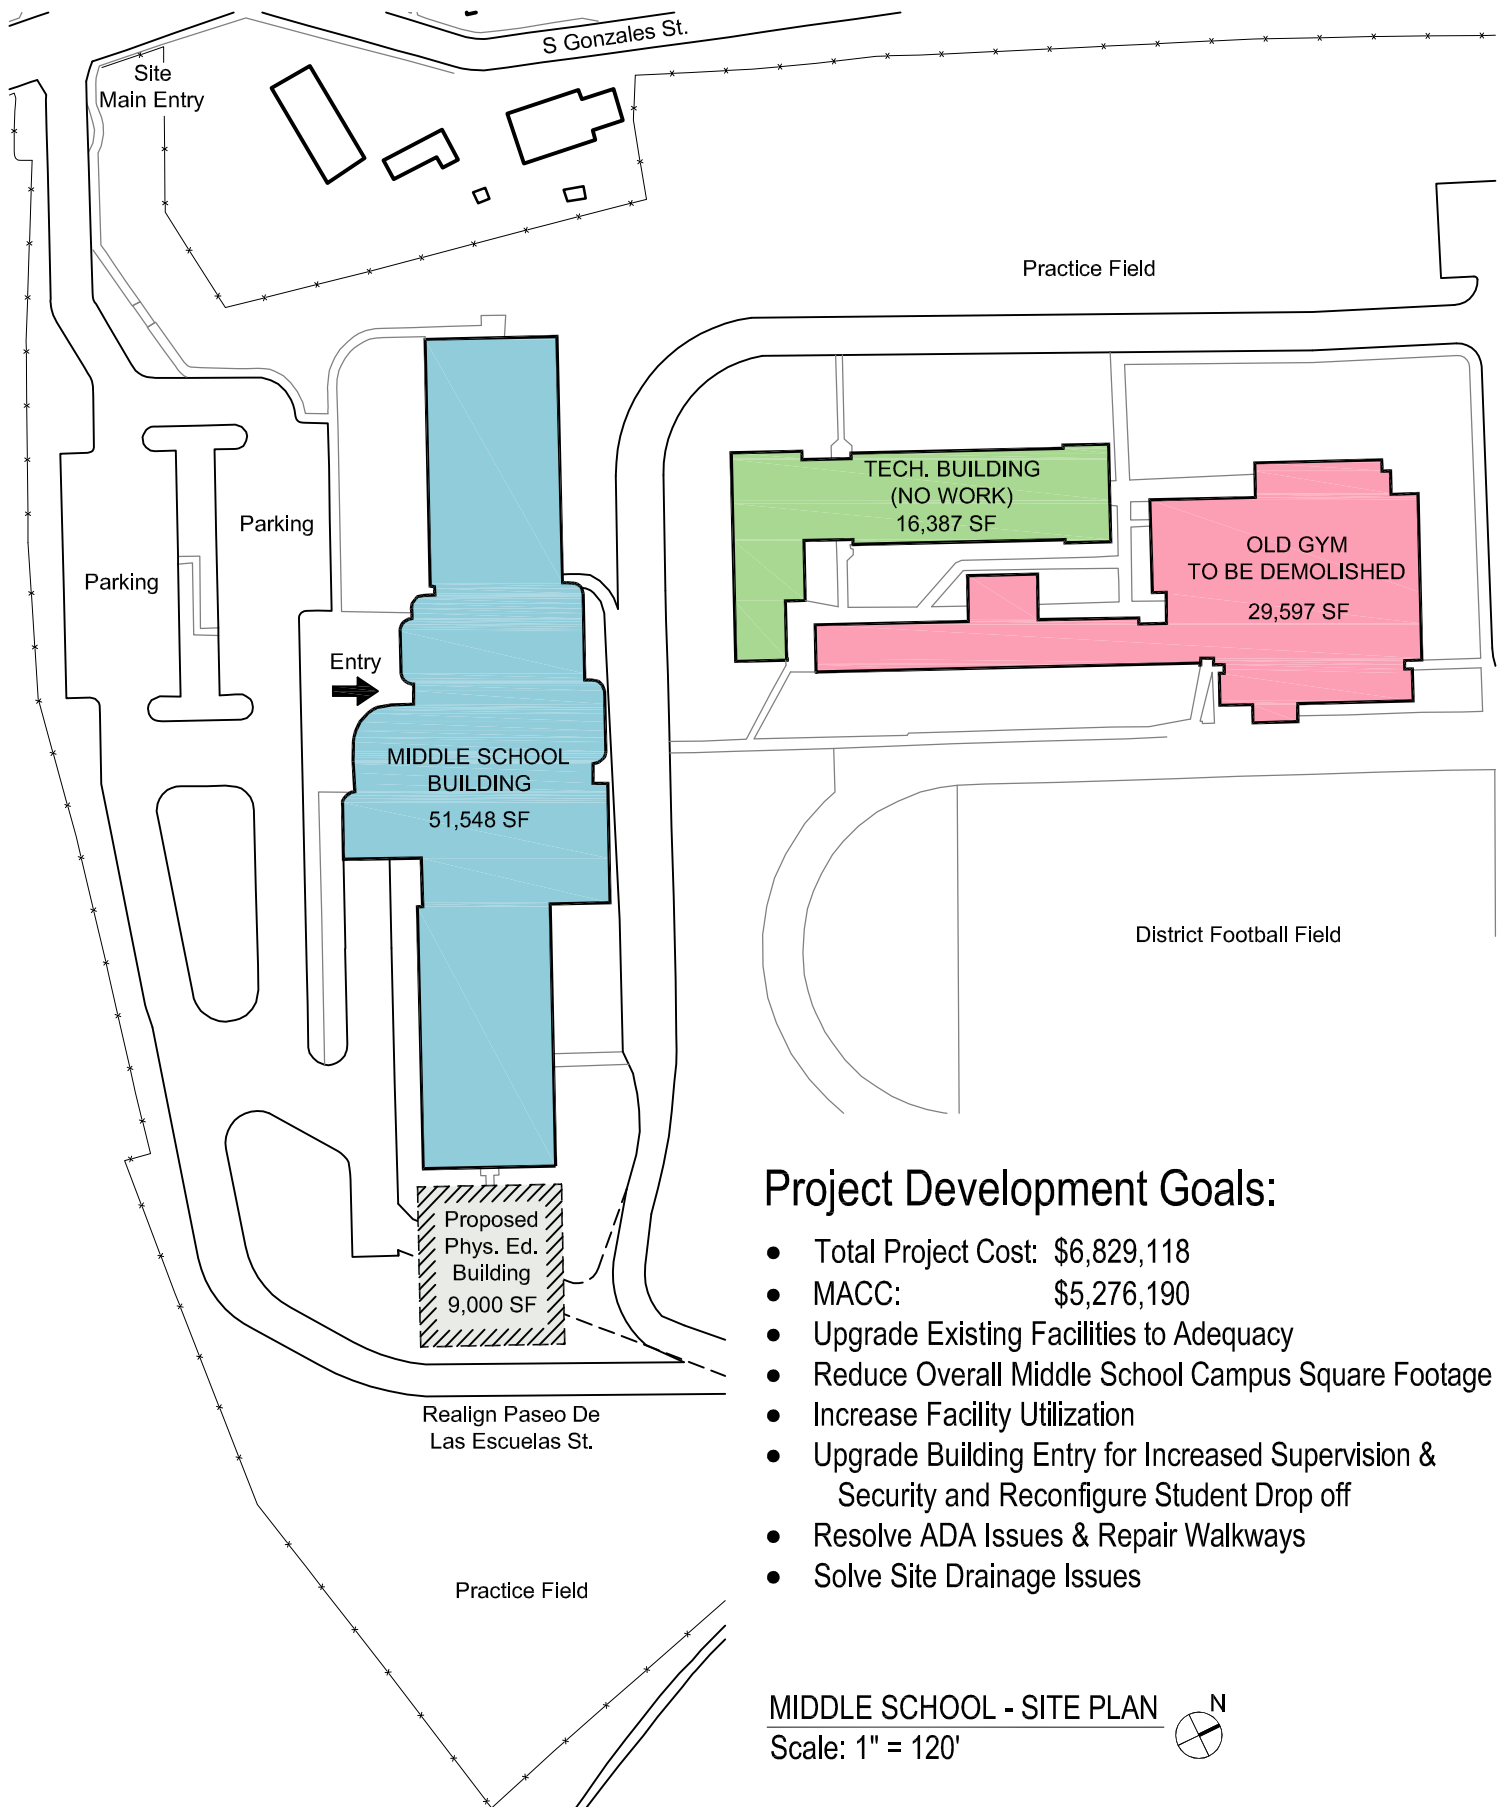 S Gonzales St.
Site
Main Entry
Practice Field
TECH. BUILDING
(NO WORK)
16,387 SF
Parking
OLD GYM
TO BE DEMOLISHED
29,597 SF
Parking
Entry
MIDDLE SCHOOL
BUILDING
51,548 SF
District Football Field
Proposed
Phys. Ed.
Building
9,000 SF
Realign Paseo De
Las Escuelas St.
Practice Field
Project Development Goals:
• Total Project Cost: $6,829,118
• MACC: $5,276,190
• Upgrade Existing Facilities to Adequacy
• Reduce Overall Middle School Campus Square Footage
• Increase Facility Utilization
• Upgrade Building Entry for Increased Supervision &
Security and Reconfigure Student Drop off
• Resolve ADA Issues & Repair Walkways
• Solve Site Drainage Issues
MIDDLE SCHOOL - SITE PLAN
N
Scale: 1" = 120'